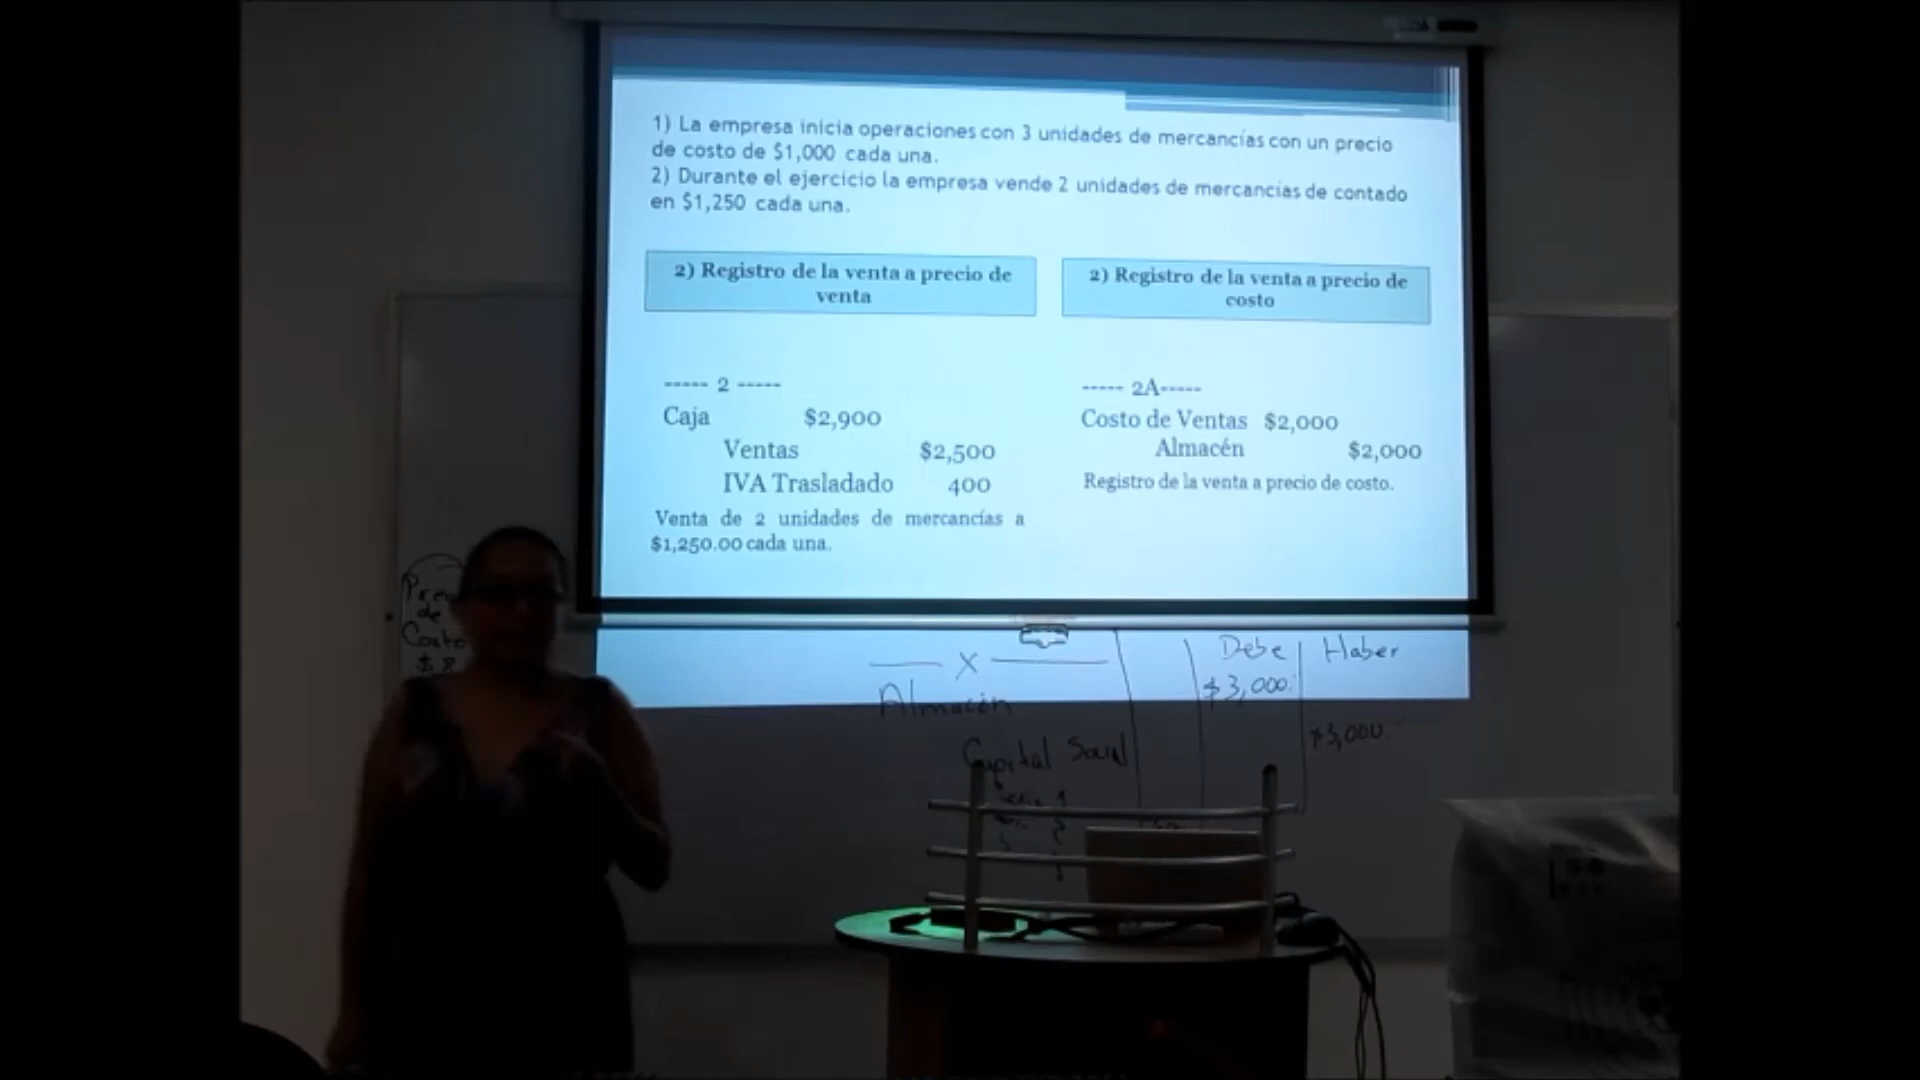 1) La empresa inicia operaciones con 3 unidades de mercancías con un precio
de costo de $1,000 cada una.
2) Durante el ejercicio la empresa vende 2 unidades de mercancías de contado
en $1,250 cada una.
2) Registro de la venta a precio de
venta
2) Registro de la venta a precio de
costo
----- 2 -----
Caja $2,900
Ventas $2,500
IVA Trasladado 400
Venta de 2 unidades de mercancías a
$1,250.00 cada una.
----- 2A-----
Costo de Ventas $2,000
Almacén $2,000
Registro de la venta a precio de costo.
de
Costo
Debe Haber
X
Almacén $3,000.
Capital Social $3,000.
1
2